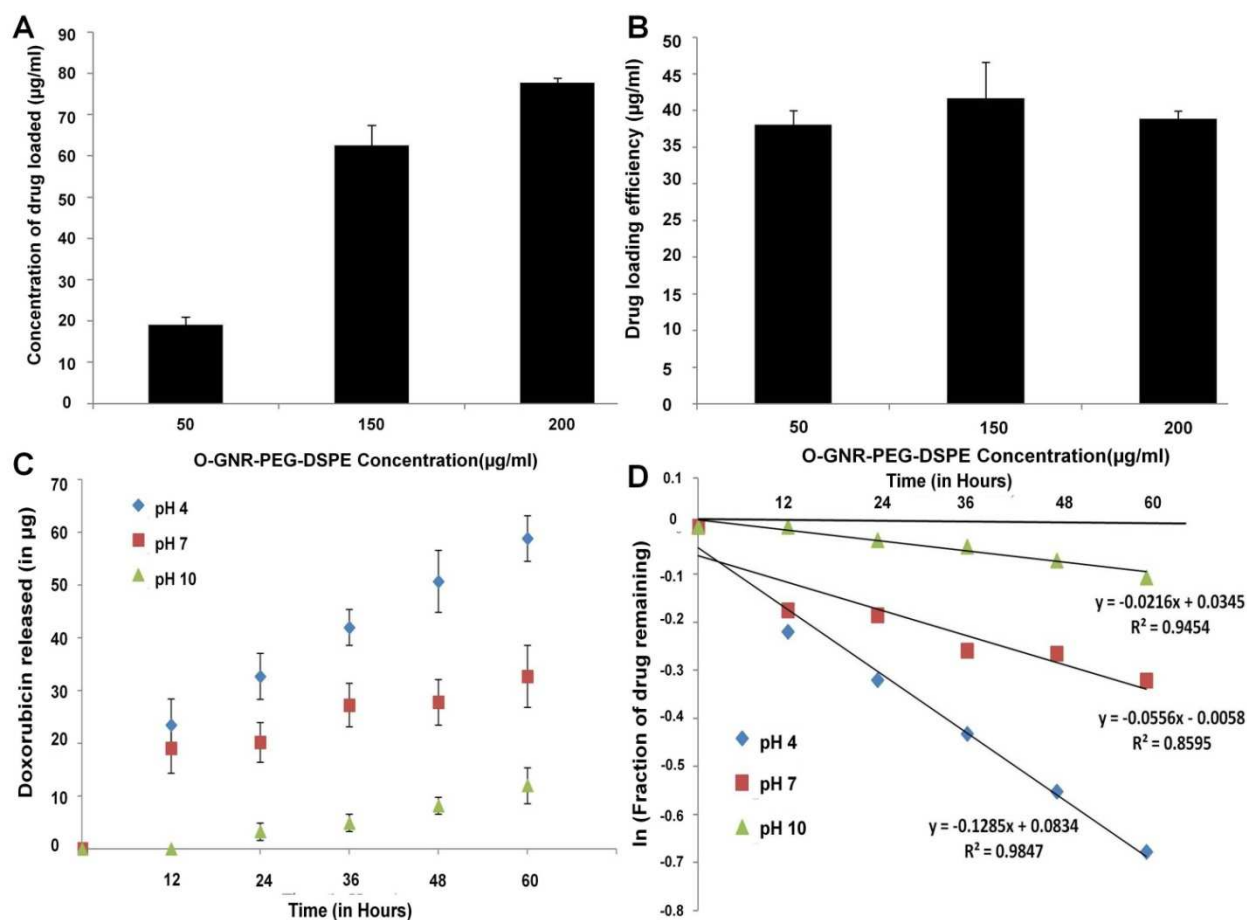 A
Concentration of drug loaded (µg/ml)
90
80
70
60
50
40
30
20
10
0
50 150 200
O-GNR-PEG-DSPE Concentration(µg/ml)
B
Drug loading efficiency (µg/ml)
50
45
40
35
30
25
20
15
10
5
0
50 150 200
O-GNR-PEG-DSPE Concentration(µg/ml)
C
Doxorubicin released (in µg)
70
60
50
40
30
20
10
0
pH 4
pH 7
pH 10
12 24 36 48 60
Time (in Hours)
D
Time (in Hours)
12 24 36 48 60
ln (Fraction of drug remaining)
0.1
0
-0.1
-0.2
-0.3
-0.4
-0.5
-0.6
-0.7
-0.8
y = -0.0216x + 0.0345
R² = 0.9454
y = -0.0556x - 0.0058
R² = 0.8595
pH 4
pH 7
pH 10
y = -0.1285x + 0.0834
R² = 0.9847